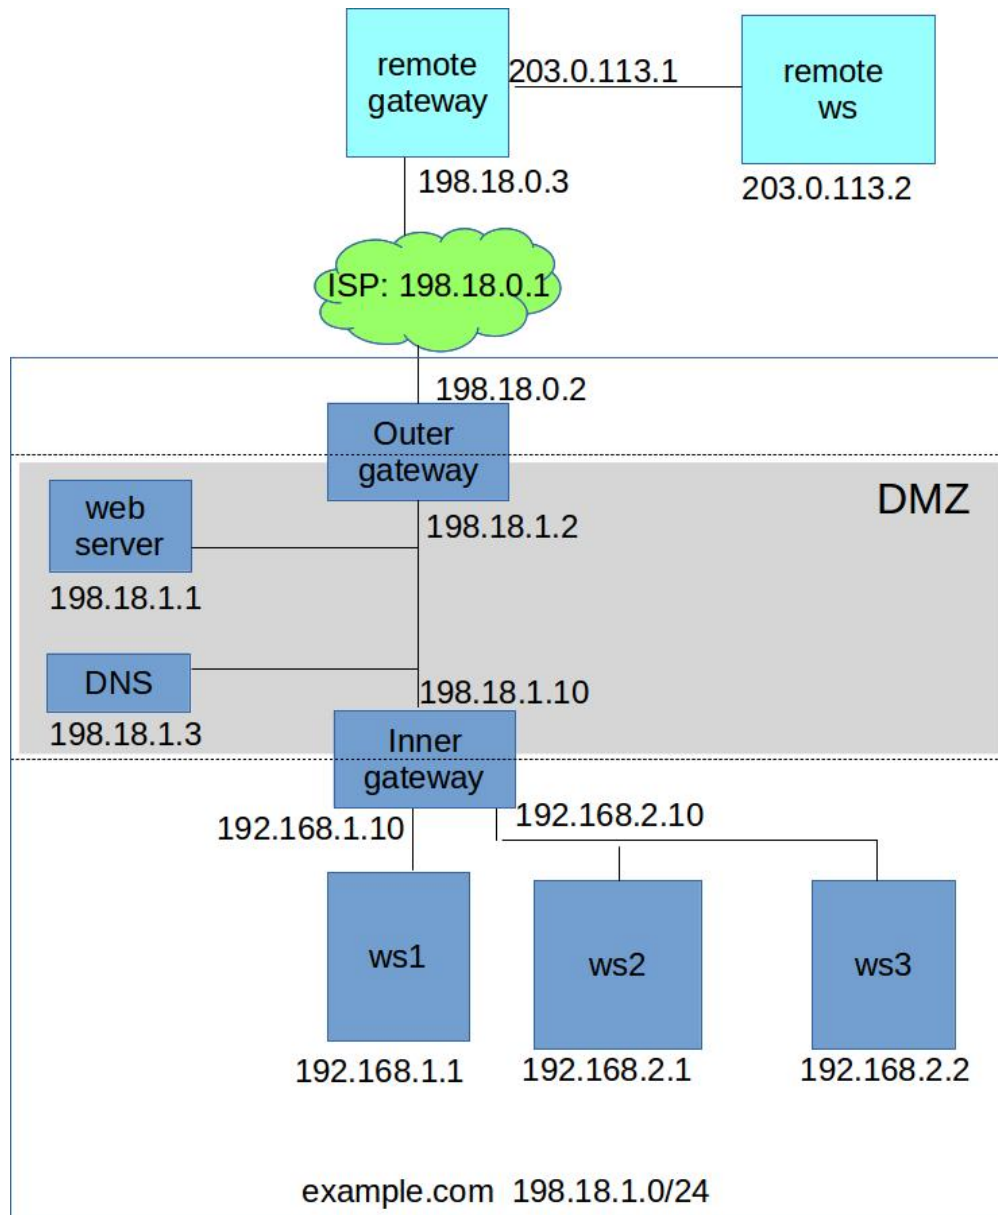 remote
gateway
203.0.113.1
remote
ws
198.18.0.3
203.0.113.2
ISP: 198.18.0.1
198.18.0.2
Outer
gateway
DMZ
web
server
198.18.1.2
198.18.1.1
DNS
198.18.1.10
198.18.1.3
Inner
gateway
192.168.1.10
192.168.2.10
ws1
ws2
ws3
192.168.1.1
192.168.2.1
192.168.2.2
example.com 198.18.1.0/24